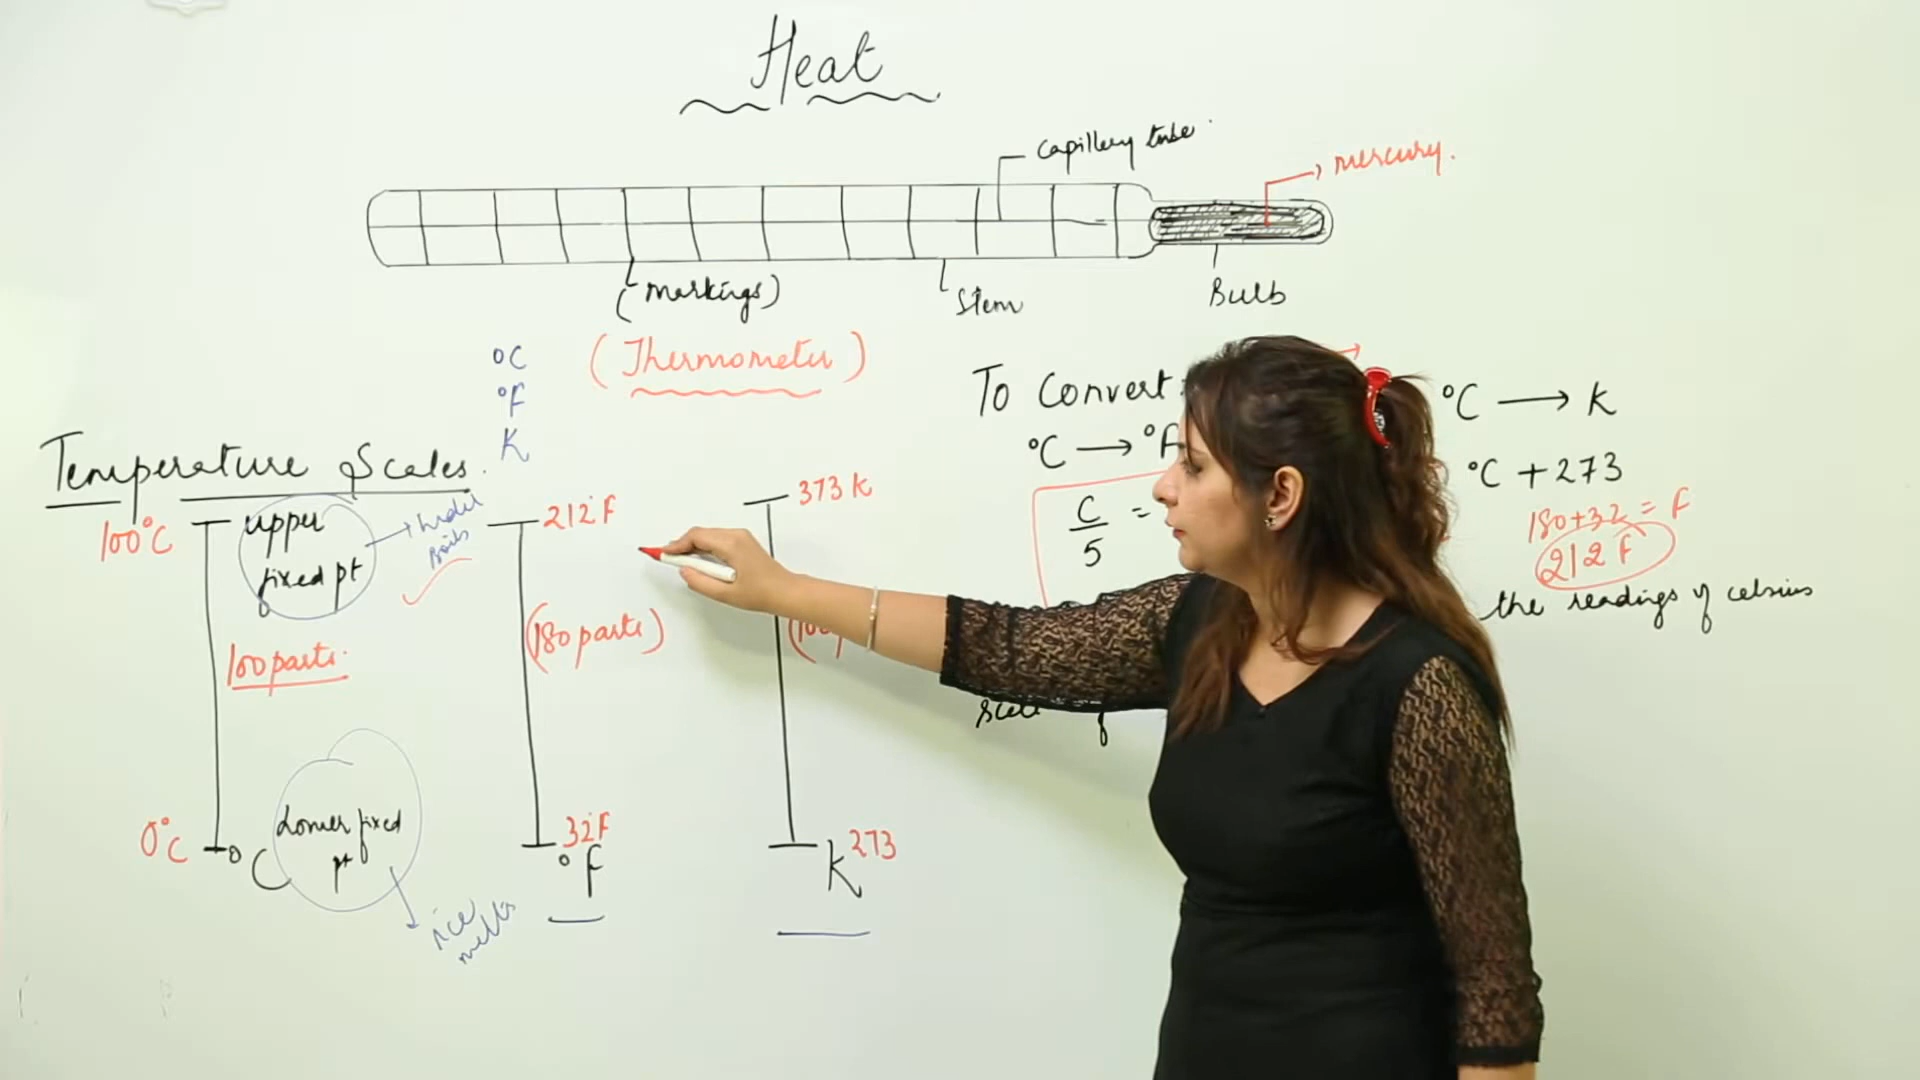 Heat
capillary tube
mercury.
(markings)
Stem
Bulb
(Thermometer)
°C
°F
K
Temperature Scales.
100°C
upper
fixed pt
Boils
100 parts.
0°C
°C
Lower fixed
pt
ice
melts
212°F
(180 parts)
32°F
°F
373 K
273
K
To Convert
°C → °F
C
5
=
°C → K
°C + 273
180+32 = F
212 F
the readings of celsius